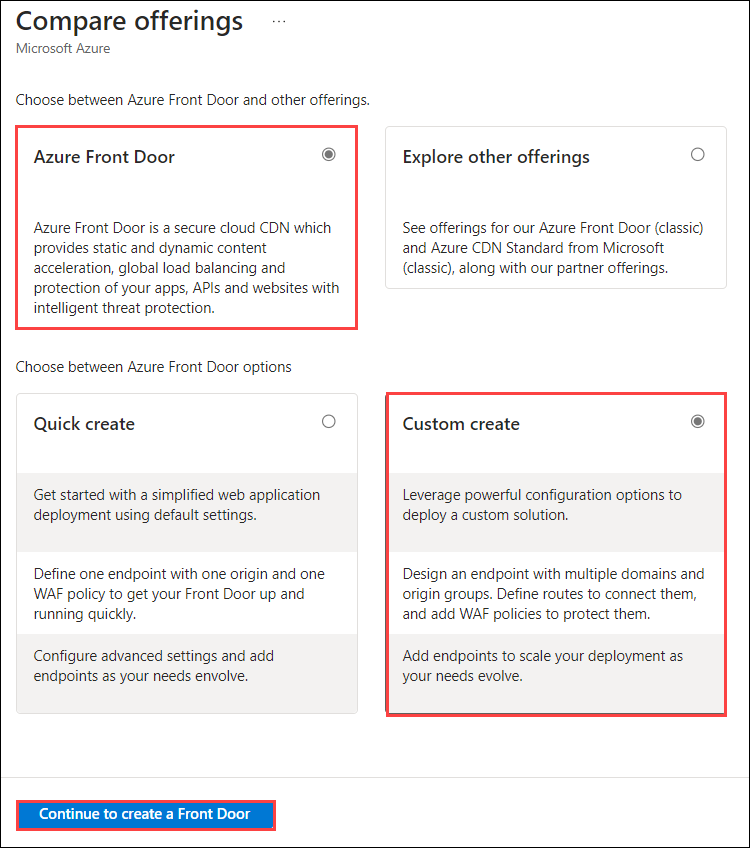 Compare offerings ...
Microsoft Azure
Choose between Azure Front Door and other offerings.
Azure Front Door
Azure Front Door is a secure cloud CDN which
provides static and dynamic content
acceleration, global load balancing and
protection of your apps, APIs and websites with
intelligent threat protection.
Explore other offerings
See offerings for our Azure Front Door (classic)
and Azure CDN Standard from Microsoft
(classic), along with our partner offerings.
Choose between Azure Front Door options
Quick create
Get started with a simplified web application
deployment using default settings.
Define one endpoint with one origin and one
WAF policy to get your Front Door up and
running quickly.
Configure advanced settings and add
endpoints as your needs envolve.
Custom create
Leverage powerful configuration options to
deploy a custom solution.
Design an endpoint with multiple domains and
origin groups. Define routes to connect them,
and add WAF policies to protect them.
Add endpoints to scale your deployment as
your needs evolve.
Continue to create a Front Door